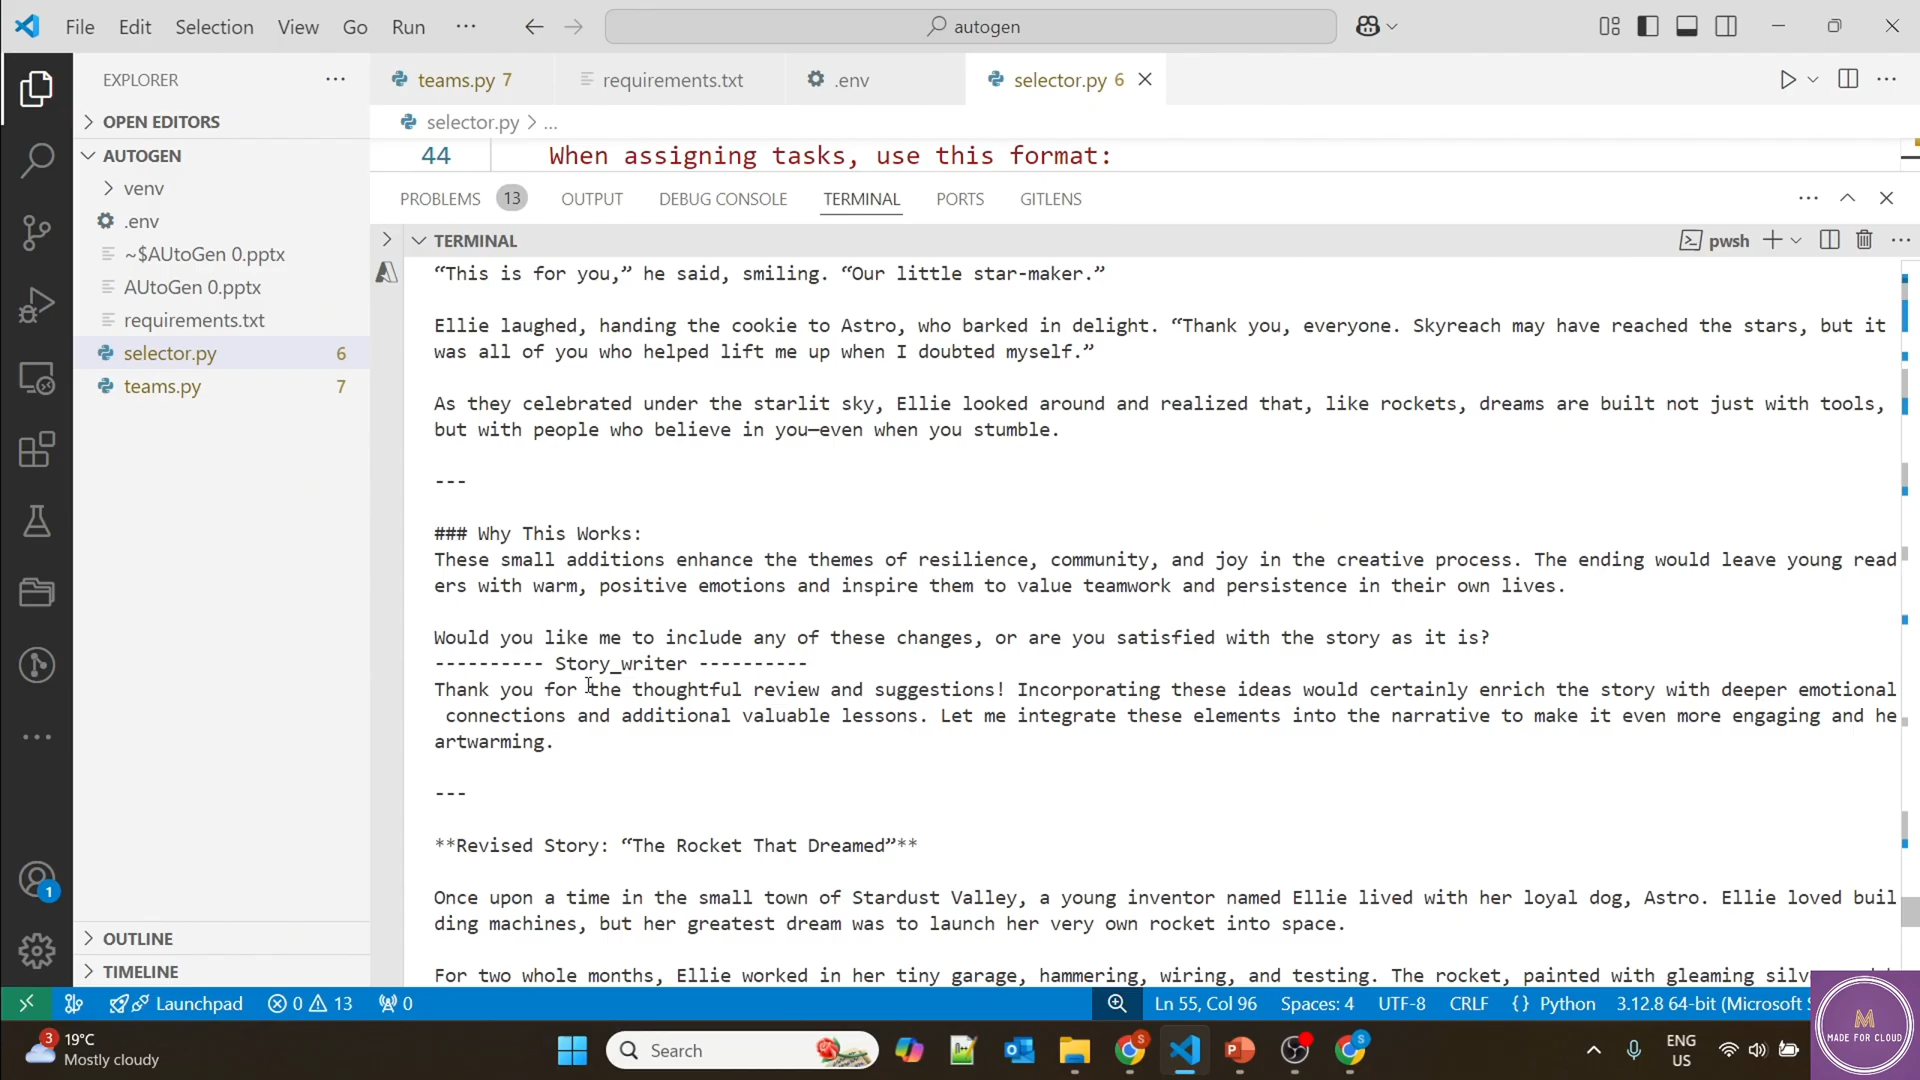 File Edit Selection View Go Run ··· autogen
EXPLORER ···
OPEN EDITORS
AUTOGEN
venv
.env
~$AUtoGen 0.pptx
AUtoGen 0.pptx
requirements.txt
selector.py 6
teams.py 7
OUTLINE
TIMELINE
teams.py 7 requirements.txt .env selector.py 6
selector.py > ...
44 When assigning tasks, use this format:
PROBLEMS 13 OUTPUT DEBUG CONSOLE TERMINAL PORTS GITLENS
TERMINAL pwsh
“This is for you,” he said, smiling. “Our little star-maker.”
Ellie laughed, handing the cookie to Astro, who barked in delight. “Thank you, everyone. Skyreach may have reached the stars, but it
was all of you who helped lift me up when I doubted myself.”
As they celebrated under the starlit sky, Ellie looked around and realized that, like rockets, dreams are built not just with tools,
but with people who believe in you—even when you stumble.
---
### Why This Works:
These small additions enhance the themes of resilience, community, and joy in the creative process. The ending would leave young read
ers with warm, positive emotions and inspire them to value teamwork and persistence in their own lives.
Would you like me to include any of these changes, or are you satisfied with the story as it is?
---------- Story_writer ----------
Thank you for the thoughtful review and suggestions! Incorporating these ideas would certainly enrich the story with deeper emotional
connections and additional valuable lessons. Let me integrate these elements into the narrative to make it even more engaging and he
artwarming.
---
**Revised Story: “The Rocket That Dreamed”**
Once upon a time in the small town of Stardust Valley, a young inventor named Ellie lived with her loyal dog, Astro. Ellie loved buil
ding machines, but her greatest dream was to launch her very own rocket into space.
For two whole months, Ellie worked in her tiny garage, hammering, wiring, and testing. The rocket, painted with gleaming
1
Launchpad 0 13 0 Ln 55, Col 96 Spaces: 4 UTF-8 CRLF {} Python 3.12.8 64-bit (Microsoft
3 19°C
Mostly cloudy
Search
ENG
US
M
MADE FOR CLOUD